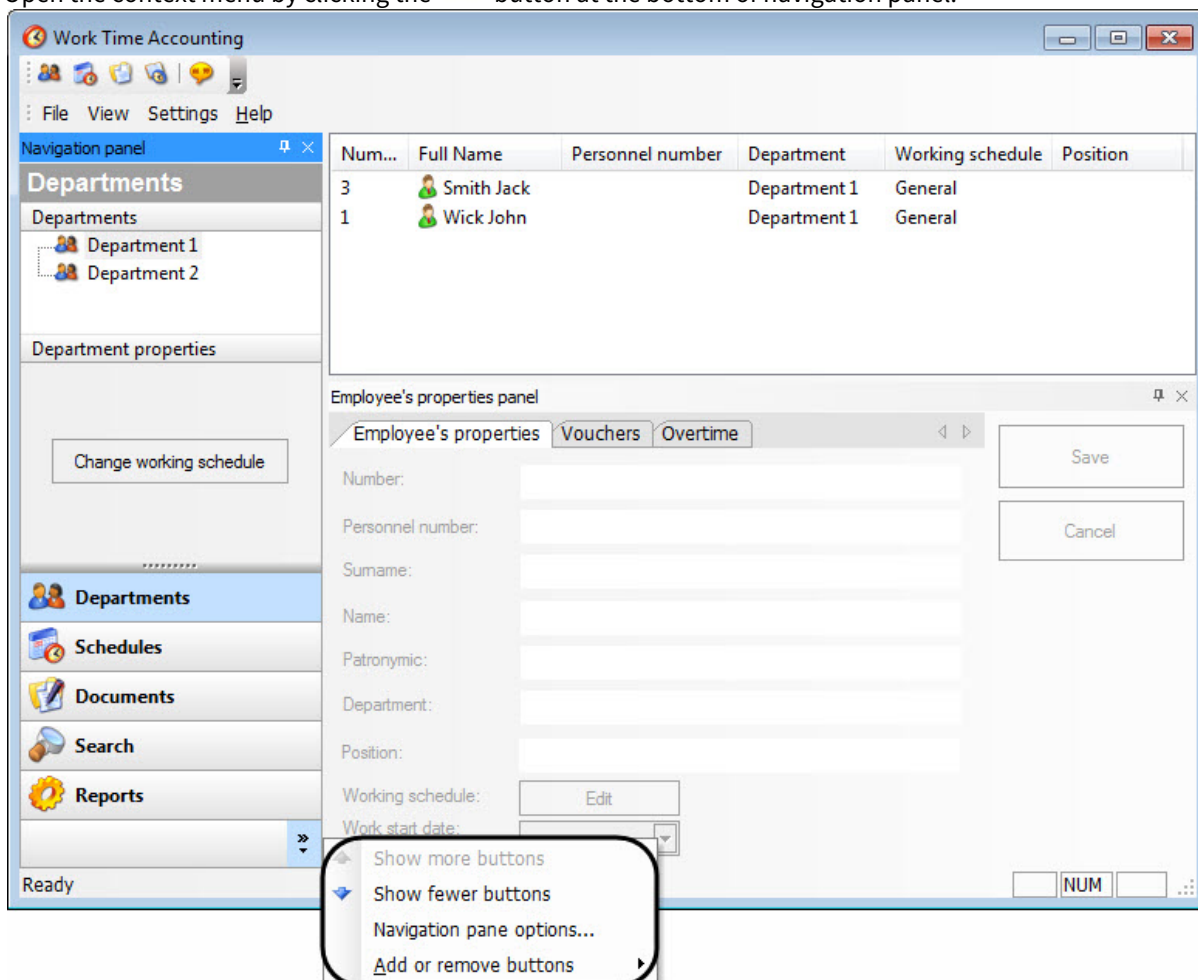 Open the context menu by clicking the button at the bottom of navigation panel.
Work Time Accounting
File View Settings Help
Navigation panel
Departments
Departments
Department 1
Department 2
Department properties
Change working schedule
Departments
Schedules
Documents
Search
Reports
Num... Full Name Personnel number Department Working schedule Position
3 Smith Jack Department 1 General
1 Wick John Department 1 General
Employee's properties panel
Employee's properties Vouchers Overtime
Number:
Personnel number:
Surname:
Name:
Patronymic:
Department:
Position:
Working schedule: Edit
Work start date:
Save
Cancel
Show more buttons
Show fewer buttons
Navigation pane options...
Add or remove buttons
Ready NUM